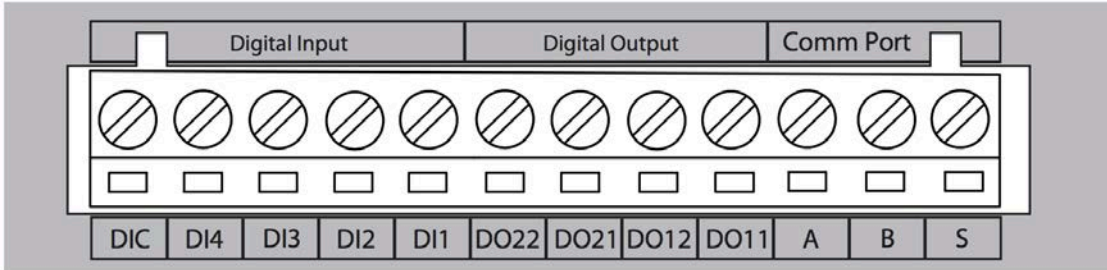 Digital Input Digital Output Comm Port
DIC DI4 DI3 DI2 DI1 DO22 DO21 DO12 DO11 A B S